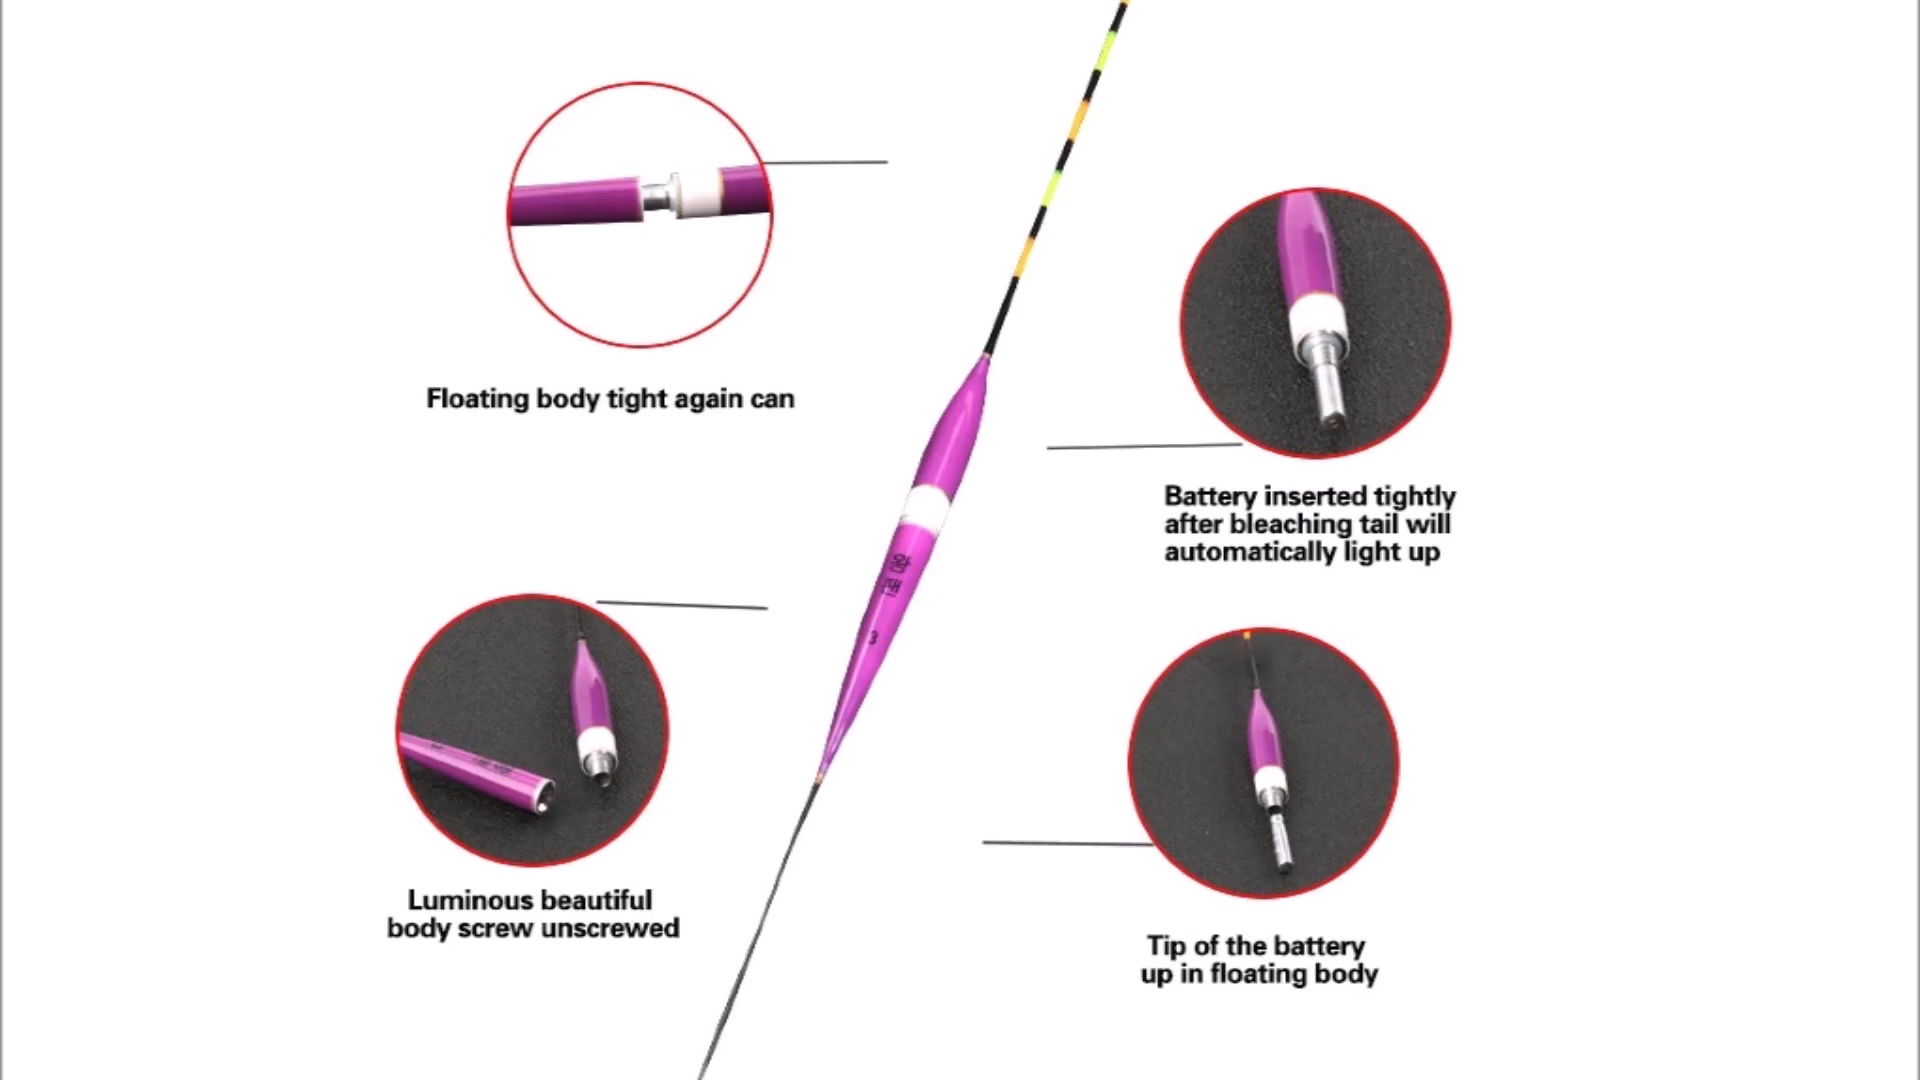 Floating body tight again can
Battery inserted tightly
after bleaching tail will
automatically light up
3
Luminous beautiful
body screw unscrewed
Tip of the battery
up in floating body